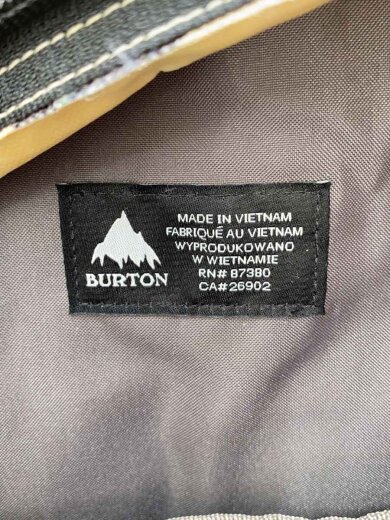 MADE IN VIETNAM
FABRIQUÉ AU VIETNAM
WYPRODUKOWANO
W WIETNAMIE
RN# 87380
CA#26902
BURTON